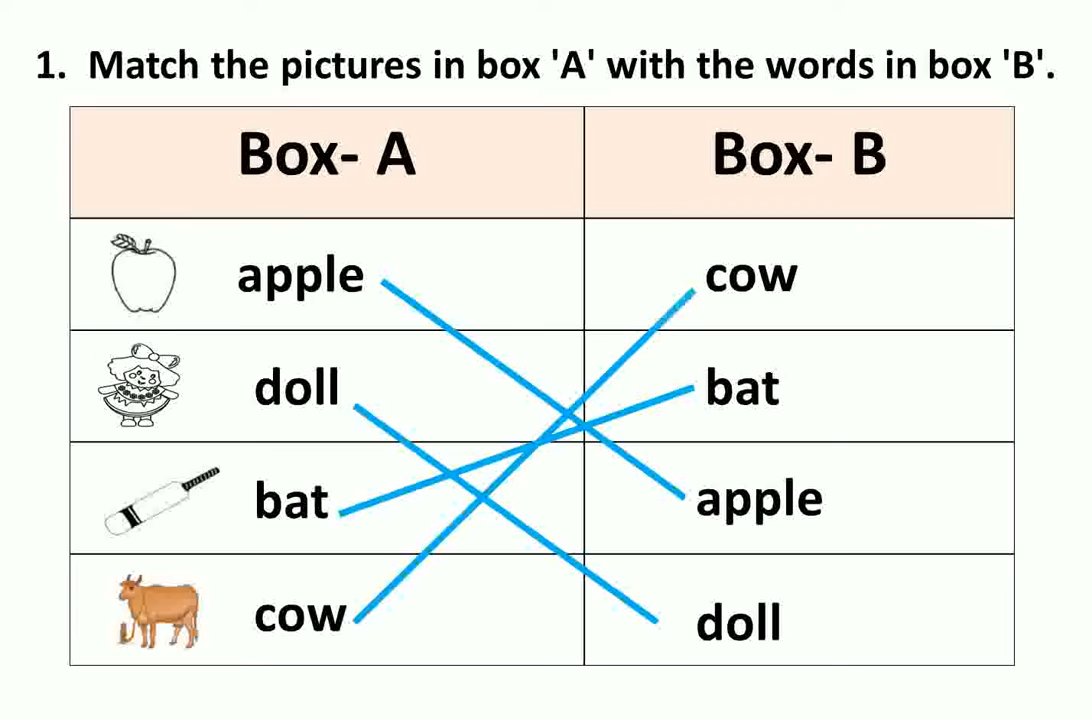 1. Match the pictures in box 'A' with the words in box 'B'.
Box- A Box- B
apple cow
doll bat
bat apple
cow doll